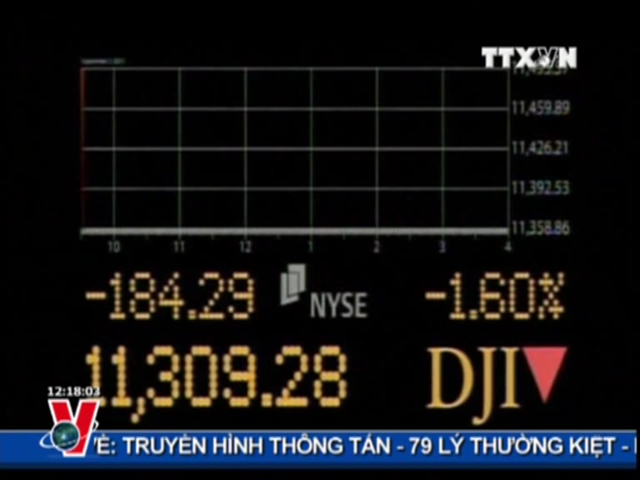 TTXVN
11,459.89
11,426.21
11,392.53
11,358.86
10 11 12 1 2 3 4
-184.29 NYSE -1.60%
11,309.28 DJI
12:18:03
V
VỀ: TRUYỀN HÌNH THÔNG TẤN - 79 LÝ THƯỜNG KIỆT -